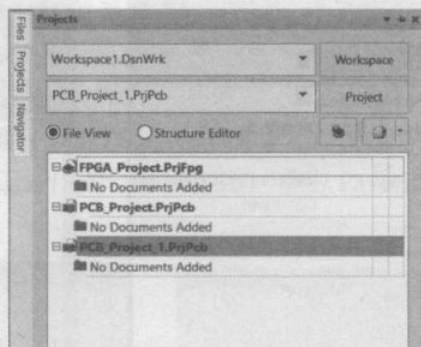 Projects
Files
Projects
Navigator
Workspace1.DsnWrk
Workspace
PCB_Project_1.PrjPcb
Project
File View Structure Editor
FPGA_Project.PrjFpg
No Documents Added
PCB_Project.PrjPcb
No Documents Added
PCB_Project_1.PrjPcb
No Documents Added